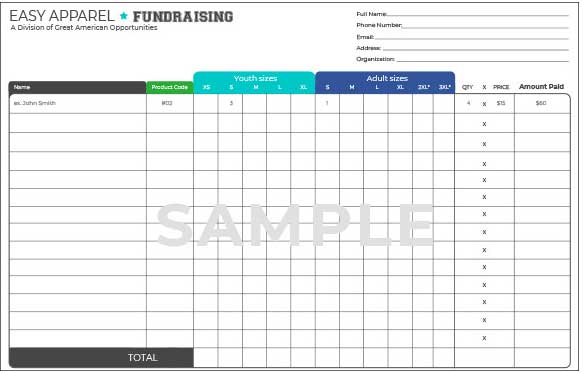 EASY APPAREL ★ FUNDRAISING
A Division of Great American Opportunities
Full Name:
Phone Number:
Email:
Address:
Organization:
Youth sizes Adult sizes
Name Product Code XS S M L XL S M L XL 2XL* 3XL* QTY X PRICE Amount Paid
ex. John Smith #02 3 1 4 x $15 $60
x
x
x
x
x
x
x
x
x
x
x
x
x
SAMPLE
TOTAL